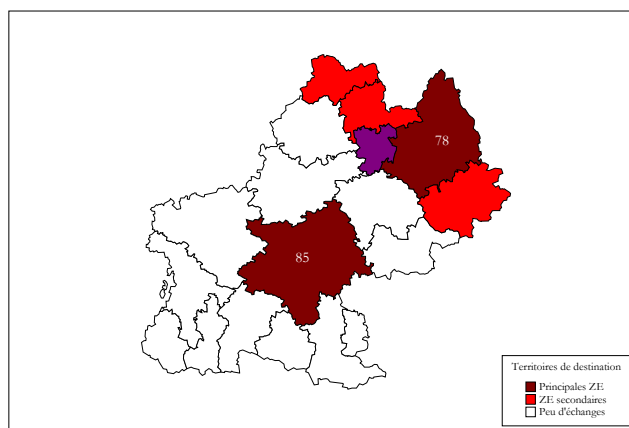 78
85
Territoires de destination
Principales ZE
ZE secondaires
Peu d'échanges